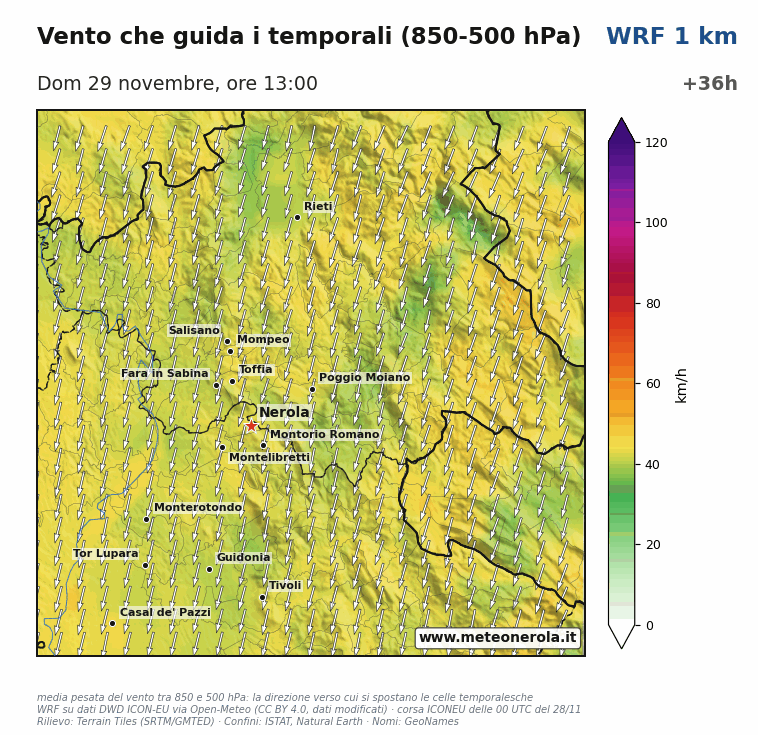 Vento che guida i temporali (850-500 hPa) WRF 1 km
Dom 29 novembre, ore 13:00 +36h
Rieti
Salisano
Mompeo
Fara in Sabina
Toffia
Poggio Moiano
Nerola
Montorio Romano
Montelibretti
Monterotondo
Tor Lupara
Guidonia
Tivoli
Casal de' Pazzi
www.meteonerola.it
120
100
80
60
40
20
0
km/h
media pesata del vento tra 850 e 500 hPa: la direzione verso cui si spostano le celle temporalesche
WRF su dati DWD ICON-EU via Open-Meteo (CC BY 4.0, dati modificati) · corsa ICONEU delle 00 UTC del 28/11
Rilievo: Terrain Tiles (SRTM/GMTED) · Confini: ISTAT, Natural Earth · Nomi: GeoNames